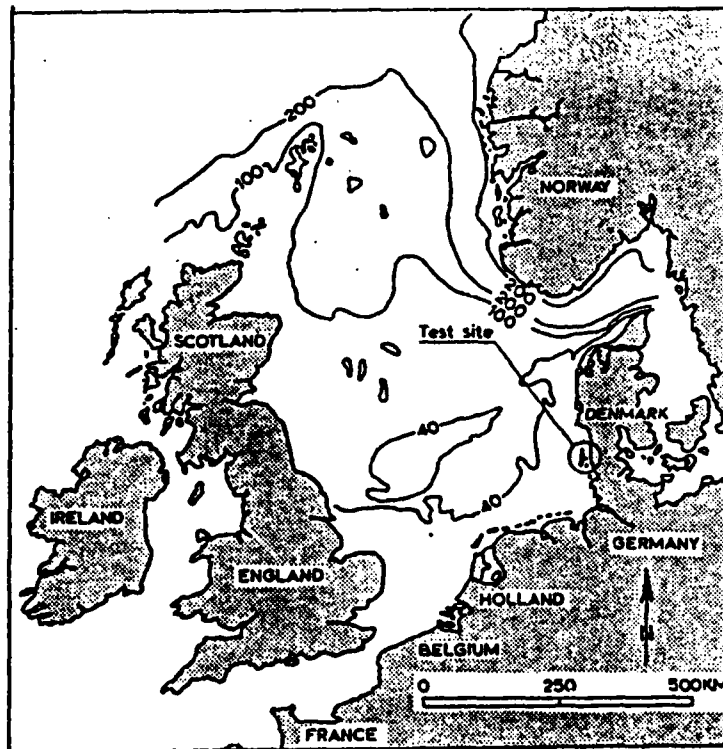 200
100
NORWAY
200
200
100
Test site
SCOTLAND
DENMARK
40
40
IRELAND
ENGLAND
GERMANY
HOLLAND
N
BELGIUM
0 250 500KM
FRANCE